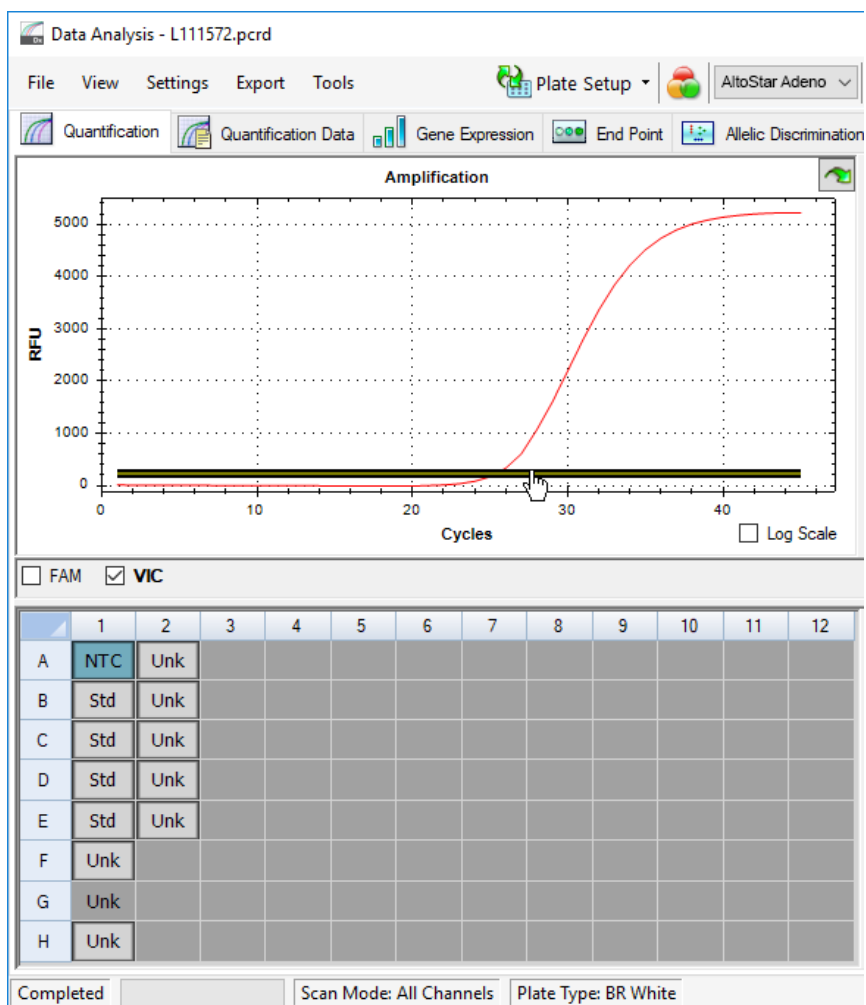 Data Analysis - L111572.pcrd
File View Settings Export Tools Plate Setup AltoStar Adeno
Quantification Quantification Data Gene Expression End Point Allelic Discrimination
Amplification
5000
4000
3000
2000
1000
0
RFU
0 10 20 30 40
Cycles
Log Scale
FAM VIC
1 2 3 4 5 6 7 8 9 10 11 12
A NTC Unk
B Std Unk
C Std Unk
D Std Unk
E Std Unk
F Unk
G Unk
H Unk
Completed Scan Mode: All Channels Plate Type: BR White